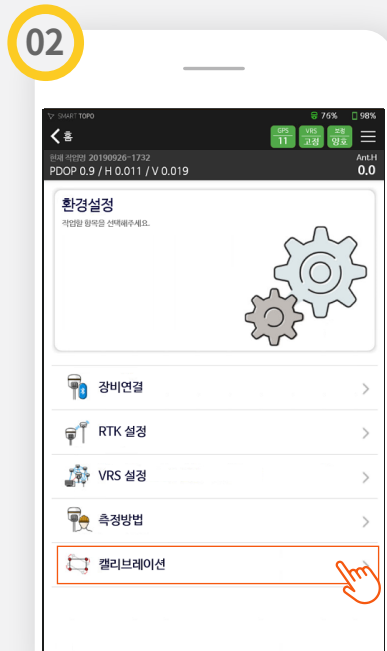 02
SMART TOPO 76% 98%
홈 GPS 11 VRS 고정 보정 양호
현재 작업명 20190926-1732 Ant.H
PDOP 0.9 / H 0.011 / V 0.019 0.0
환경설정
작업할 항목을 선택해주세요.
장비연결
RTK 설정
VRS 설정
측정방법
캘리브레이션